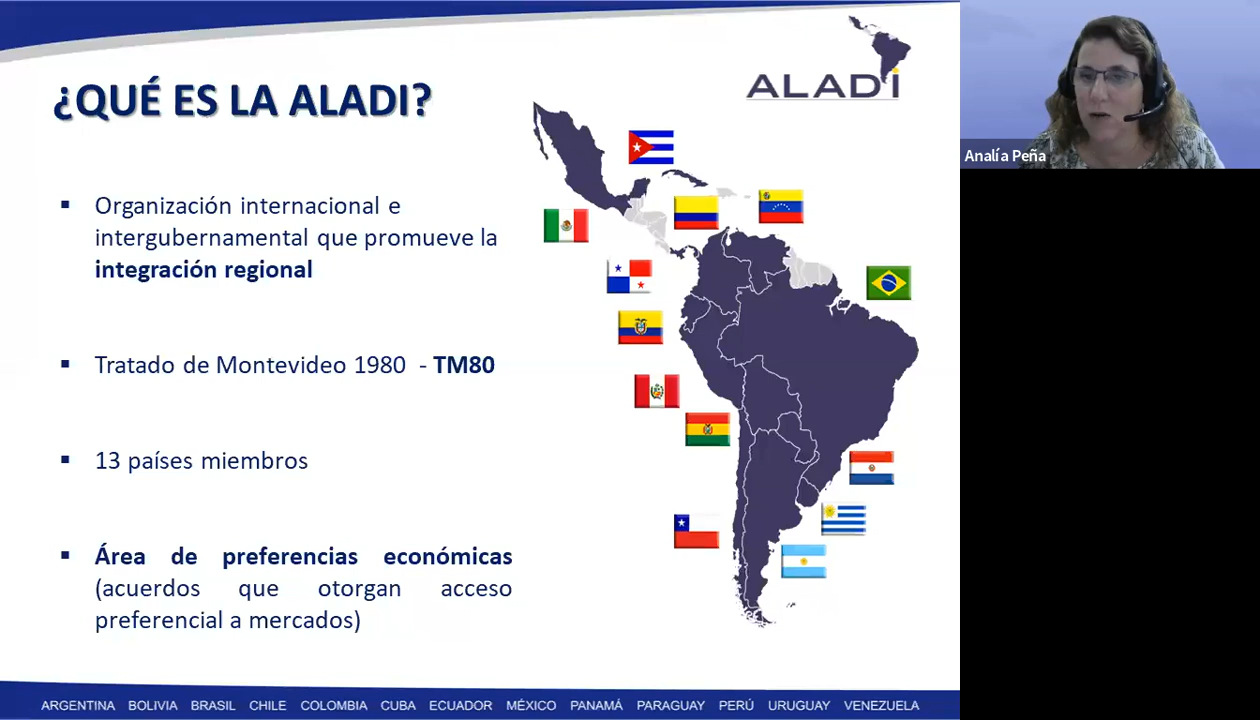 ¿QUÉ ES LA ALADI?
ALADI
Analía Peña
▪ Organización internacional e
intergubernamental que promueve la
integración regional
▪ Tratado de Montevideo 1980 - TM80
▪ 13 países miembros
▪ Área de preferencias económicas
(acuerdos que otorgan acceso
preferencial a mercados)
ARGENTINA BOLIVIA BRASIL CHILE COLOMBIA CUBA ECUADOR MÉXICO PANAMÁ PARAGUAY PERÚ URUGUAY VENEZUELA